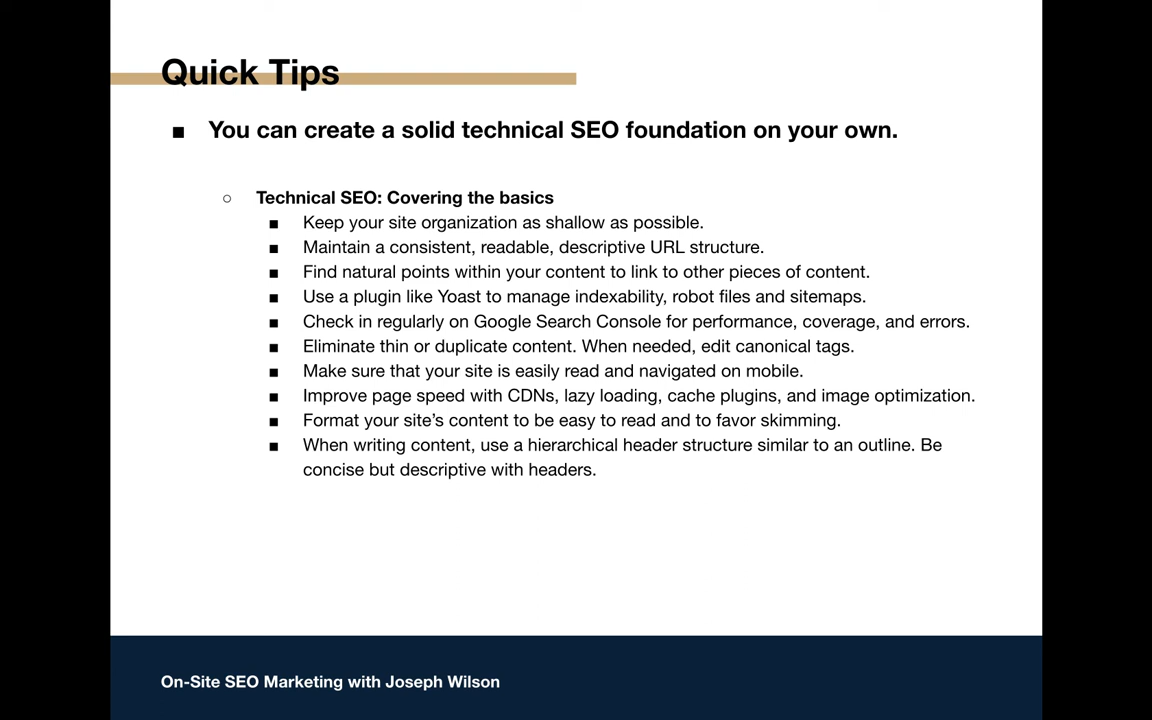 Quick Tips
■ You can create a solid technical SEO foundation on your own.
○ Technical SEO: Covering the basics
■ Keep your site organization as shallow as possible.
■ Maintain a consistent, readable, descriptive URL structure.
■ Find natural points within your content to link to other pieces of content.
■ Use a plugin like Yoast to manage indexability, robot files and sitemaps.
■ Check in regularly on Google Search Console for performance, coverage, and errors.
■ Eliminate thin or duplicate content. When needed, edit canonical tags.
■ Make sure that your site is easily read and navigated on mobile.
■ Improve page speed with CDNs, lazy loading, cache plugins, and image optimization.
■ Format your site’s content to be easy to read and to favor skimming.
■ When writing content, use a hierarchical header structure similar to an outline. Be
concise but descriptive with headers.
On-Site SEO Marketing with Joseph Wilson